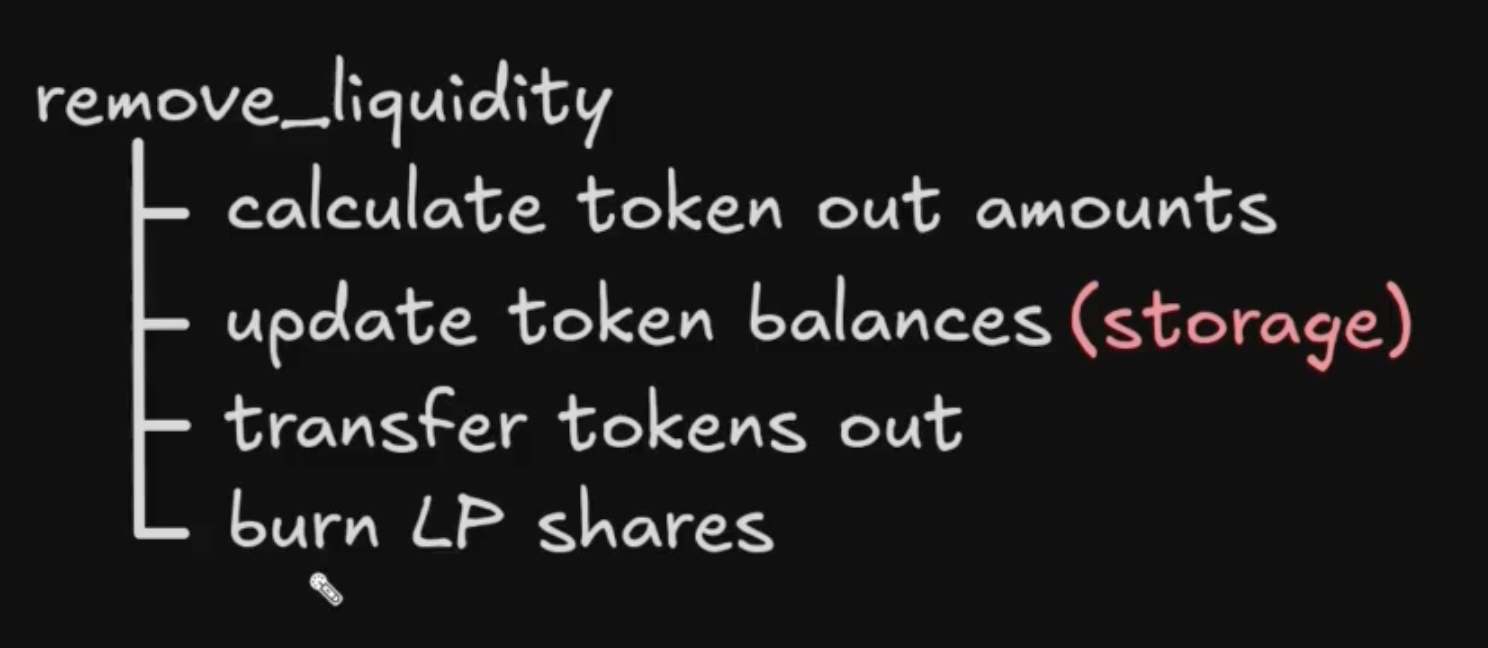 remove_liquidity
calculate token out amounts
update token balances (storage)
transfer tokens out
burn LP shares